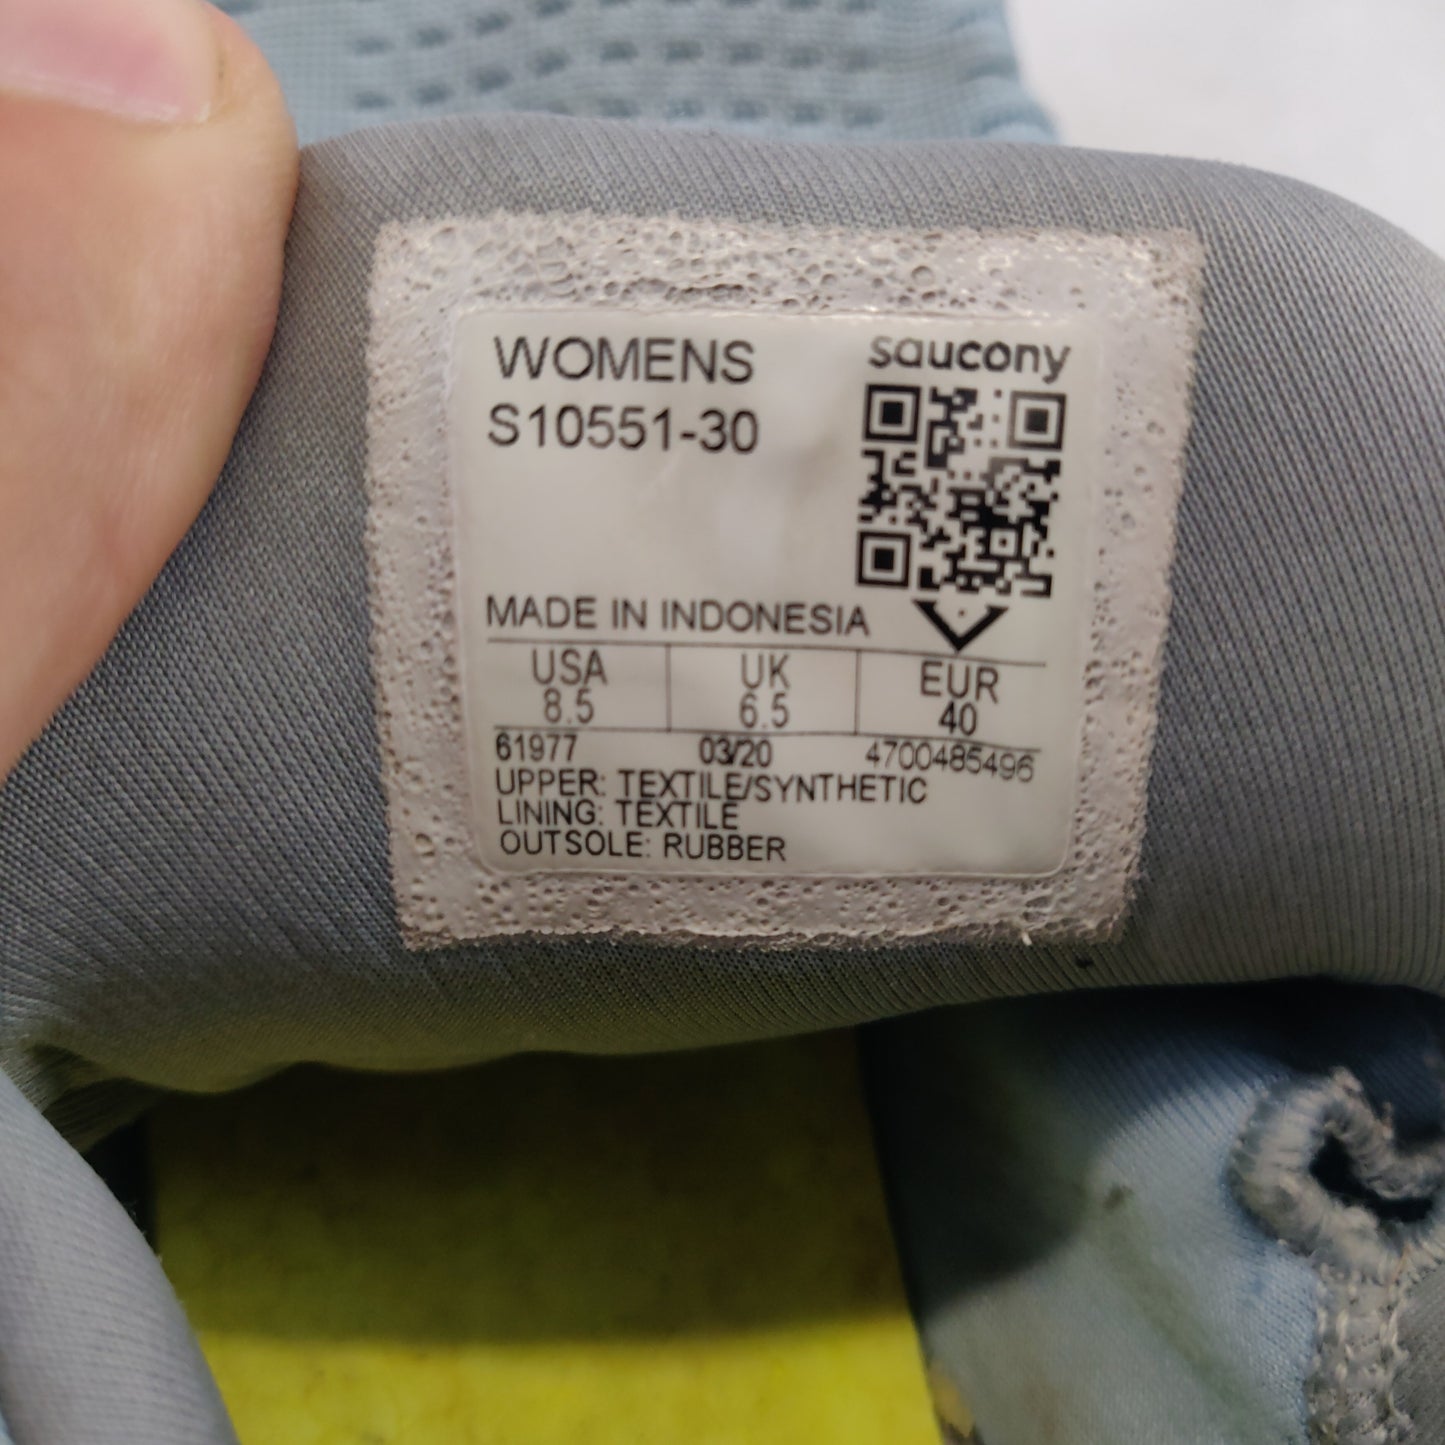 WOMENS saucony
S10551-30
MADE IN INDONESIA
USA UK EUR
8.5 6.5 40
61977 03/20 4700485496
UPPER: TEXTILE/SYNTHETIC
LINING: TEXTILE
OUTSOLE: RUBBER